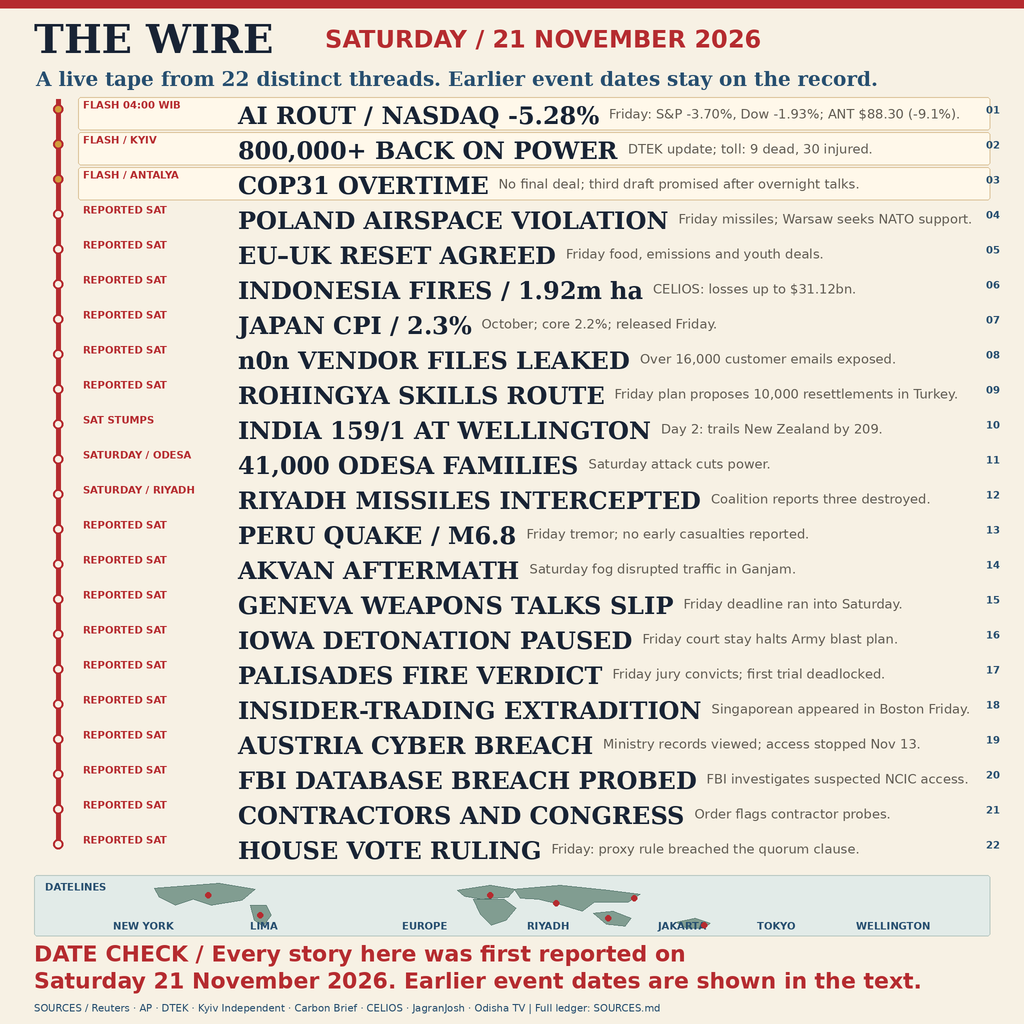 THE WIRE SATURDAY / 21 NOVEMBER 2026
A live tape from 22 distinct threads. Earlier event dates stay on the record.
FLASH 04:00 WIB AI ROUT / NASDAQ -5.28% Friday: S&P -3.70%, Dow -1.93%; ANT $88.30 (-9.1%). 01
FLASH / KYIV 800,000+ BACK ON POWER DTEK update; toll: 9 dead, 30 injured. 02
FLASH / ANTALYA COP31 OVERTIME No final deal; third draft promised after overnight talks. 03
REPORTED SAT POLAND AIRSPACE VIOLATION Friday missiles; Warsaw seeks NATO support. 04
REPORTED SAT EU–UK RESET AGREED Friday food, emissions and youth deals. 05
REPORTED SAT INDONESIA FIRES / 1.92m ha CELIOS: losses up to $31.12bn. 06
REPORTED SAT JAPAN CPI / 2.3% October; core 2.2%; released Friday. 07
REPORTED SAT n0n VENDOR FILES LEAKED Over 16,000 customer emails exposed. 08
REPORTED SAT ROHINGYA SKILLS ROUTE Friday plan proposes 10,000 resettlements in Turkey. 09
SAT STUMPS INDIA 159/1 AT WELLINGTON Day 2: trails New Zealand by 209. 10
SATURDAY / ODESA 41,000 ODESA FAMILIES Saturday attack cuts power. 11
SATURDAY / RIYADH RIYADH MISSILES INTERCEPTED Coalition reports three destroyed. 12
REPORTED SAT PERU QUAKE / M6.8 Friday tremor; no early casualties reported. 13
REPORTED SAT AKVAN AFTERMATH Saturday fog disrupted traffic in Ganjam. 14
REPORTED SAT GENEVA WEAPONS TALKS SLIP Friday deadline ran into Saturday. 15
REPORTED SAT IOWA DETONATION PAUSED Friday court stay halts Army blast plan. 16
REPORTED SAT PALISADES FIRE VERDICT Friday jury convicts; first trial deadlocked. 17
REPORTED SAT INSIDER-TRADING EXTRADITION Singaporean appeared in Boston Friday. 18
REPORTED SAT AUSTRIA CYBER BREACH Ministry records viewed; access stopped Nov 13. 19
REPORTED SAT FBI DATABASE BREACH PROBED FBI investigates suspected NCIC access. 20
REPORTED SAT CONTRACTORS AND CONGRESS Order flags contractor probes. 21
REPORTED SAT HOUSE VOTE RULING Friday: proxy rule breached the quorum clause. 22
DATELINES
NEW YORK LIMA EUROPE RIYADH JAKARTA TOKYO WELLINGTON
DATE CHECK / Every story here was first reported on
Saturday 21 November 2026. Earlier event dates are shown in the text.
SOURCES / Reuters · AP · DTEK · Kyiv Independent · Carbon Brief · CELIOS · JagranJosh · Odisha TV | Full ledger: SOURCES.md